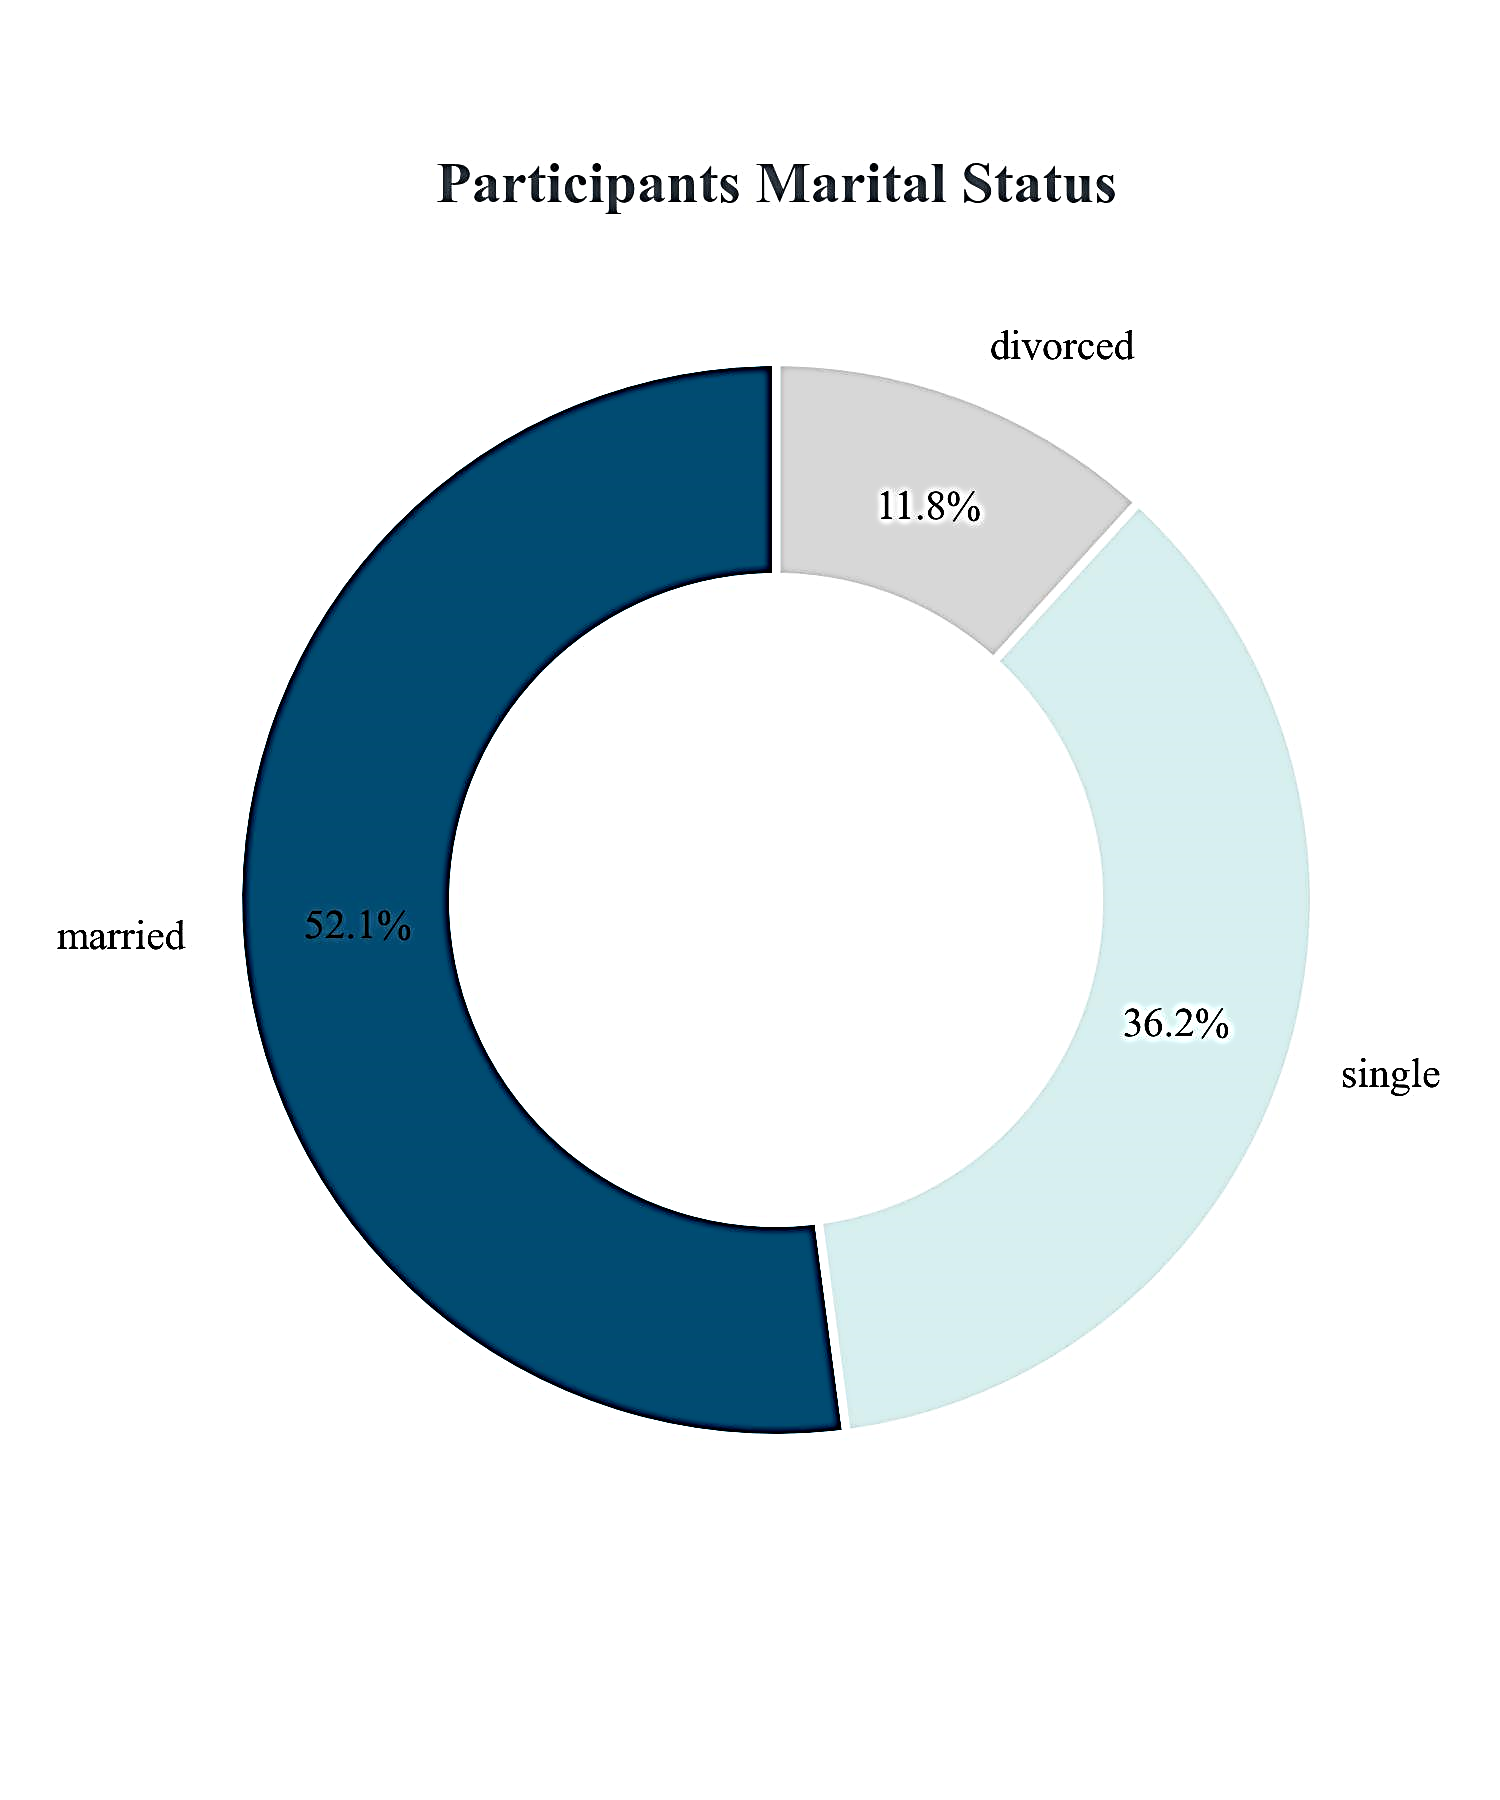 Participants Marital Status
divorced
11.8%
52.1%
married
36.2%
single